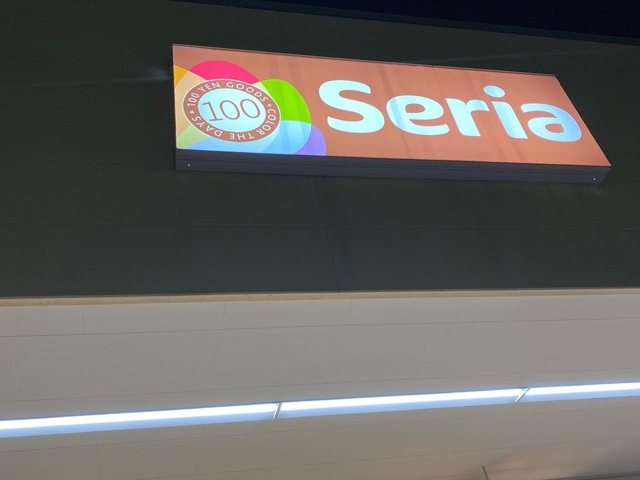 100 YEN GOODS
100
COLOR THE DAYS
Seria